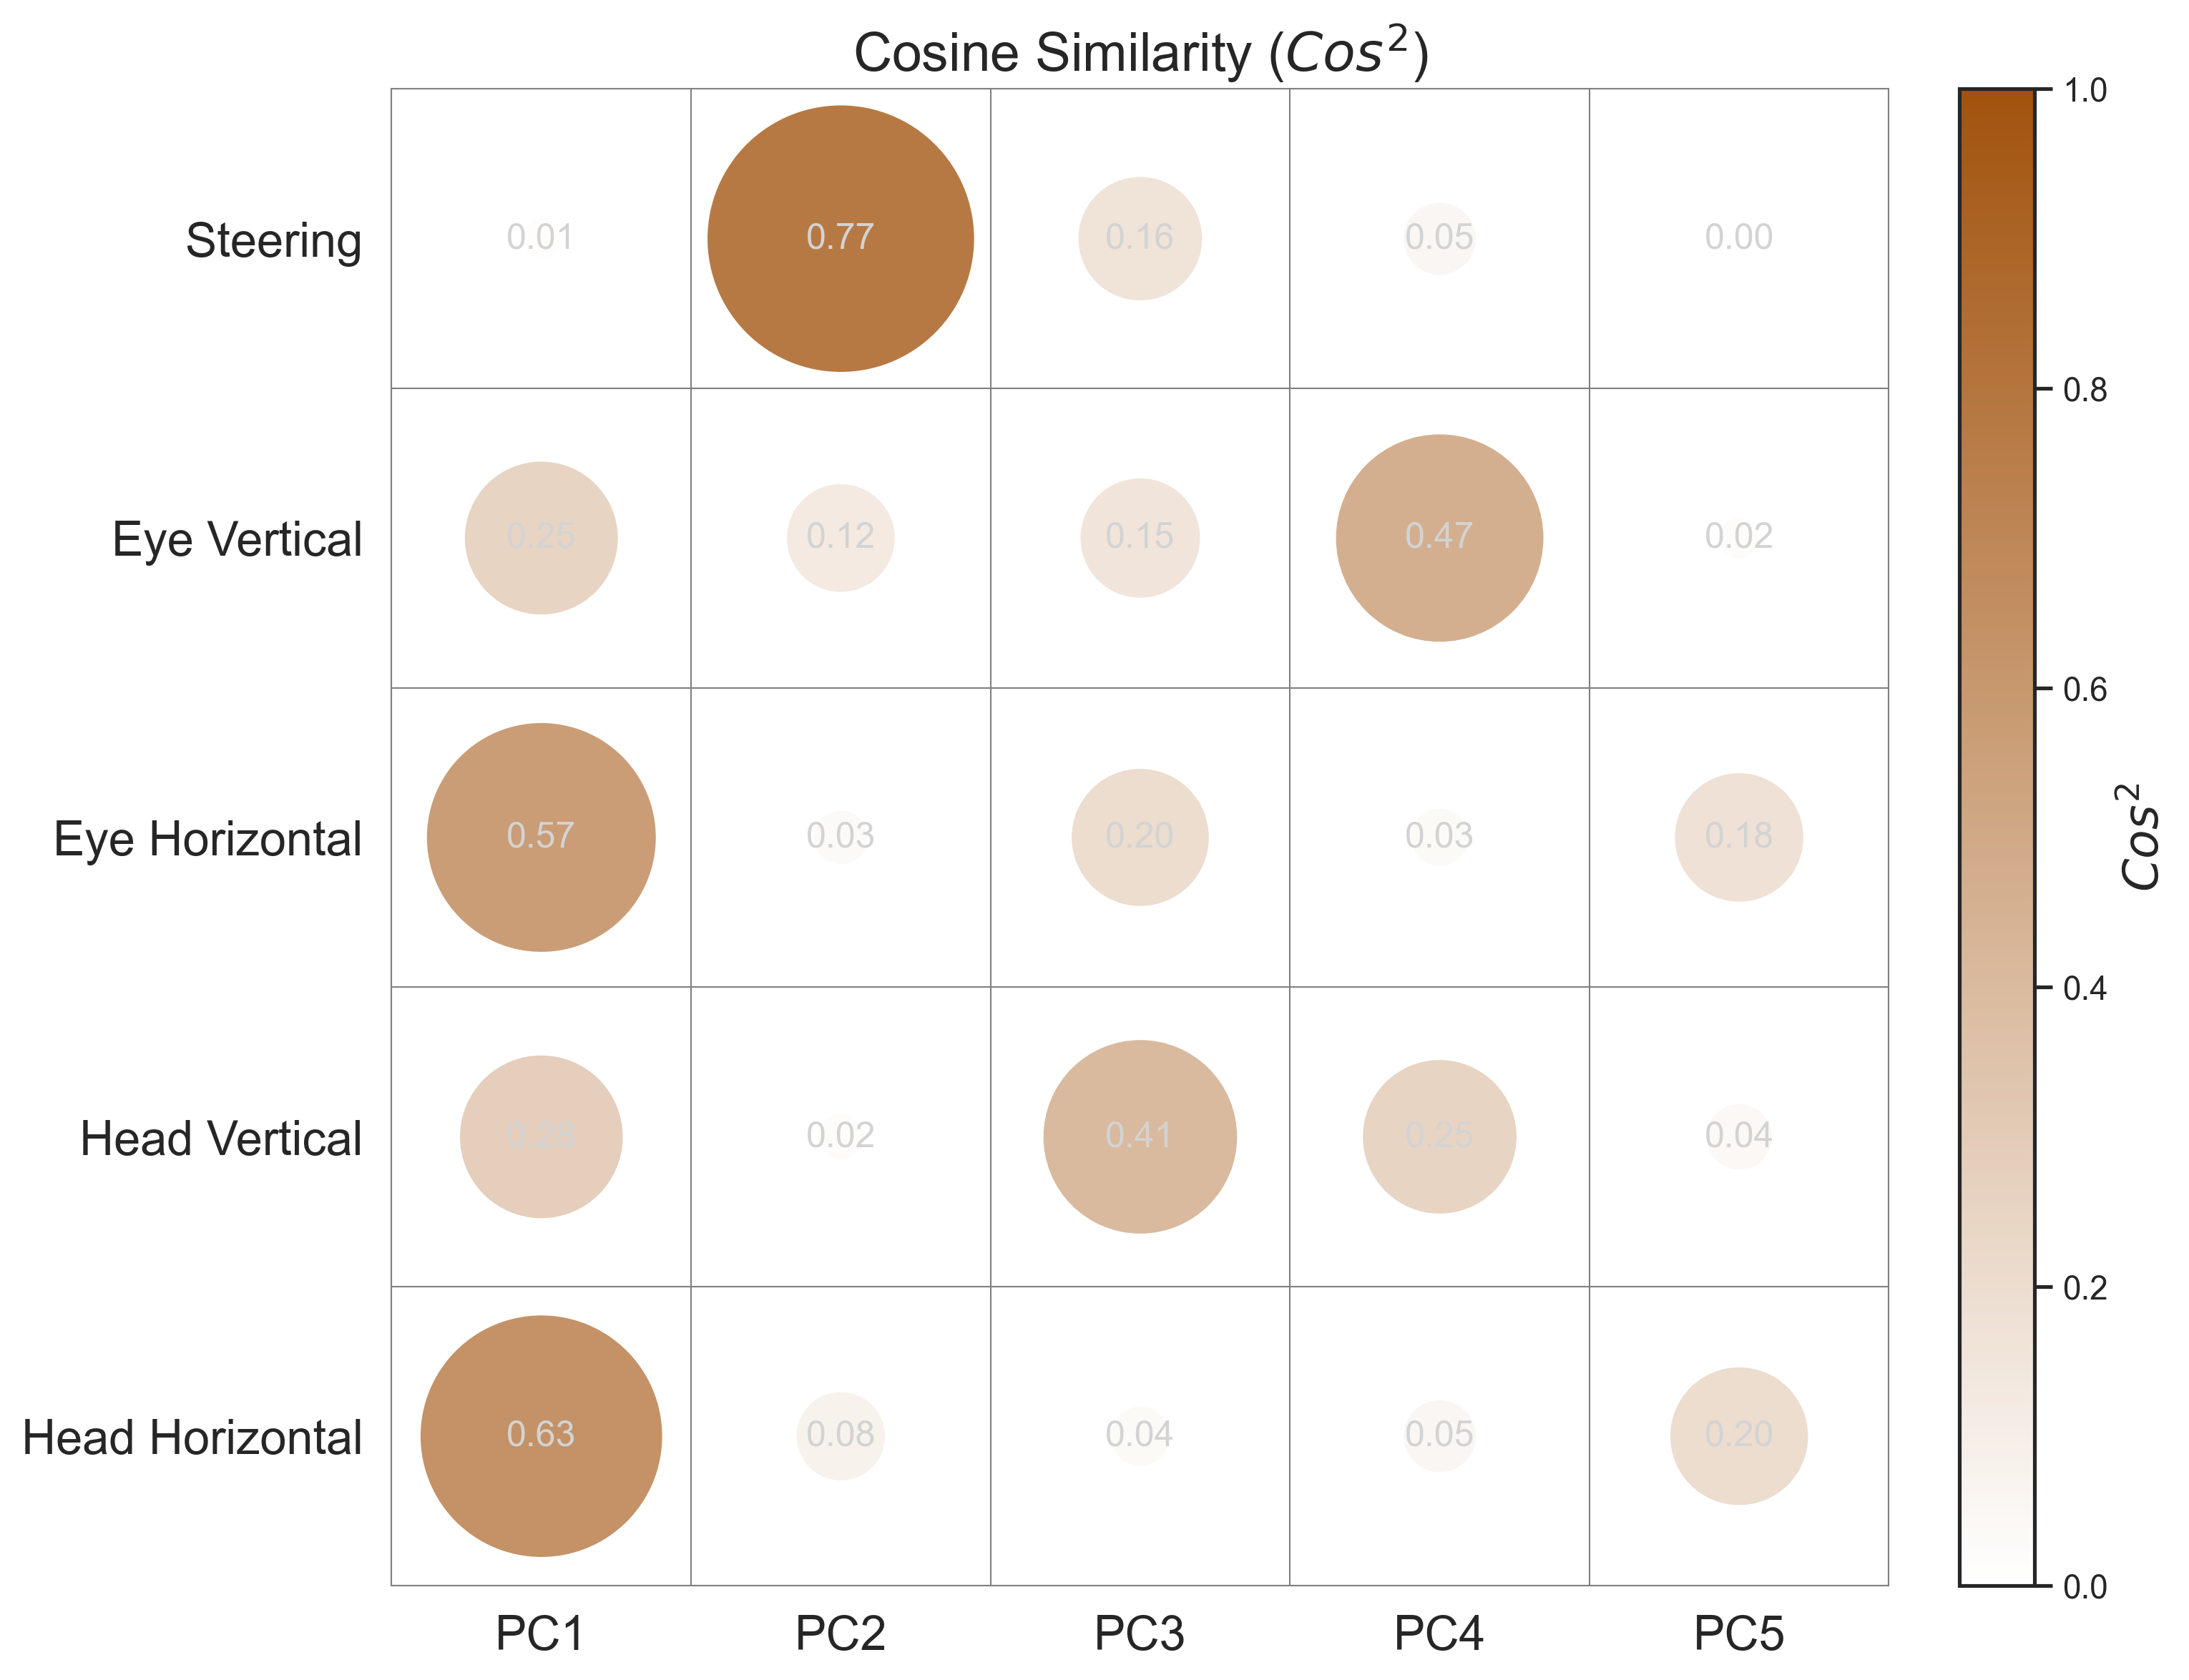 Cosine Similarity (Cos²)
Steering 0.01 0.77 0.16 0.05 0.00
Eye Vertical 0.25 0.12 0.15 0.47 0.02
Eye Horizontal 0.57 0.03 0.20 0.03 0.18
Head Vertical 0.28 0.02 0.41 0.25 0.04
Head Horizontal 0.63 0.08 0.04 0.05 0.20
PC1 PC2 PC3 PC4 PC5
1.0
0.8
0.6
0.4
0.2
0.0
Cos²